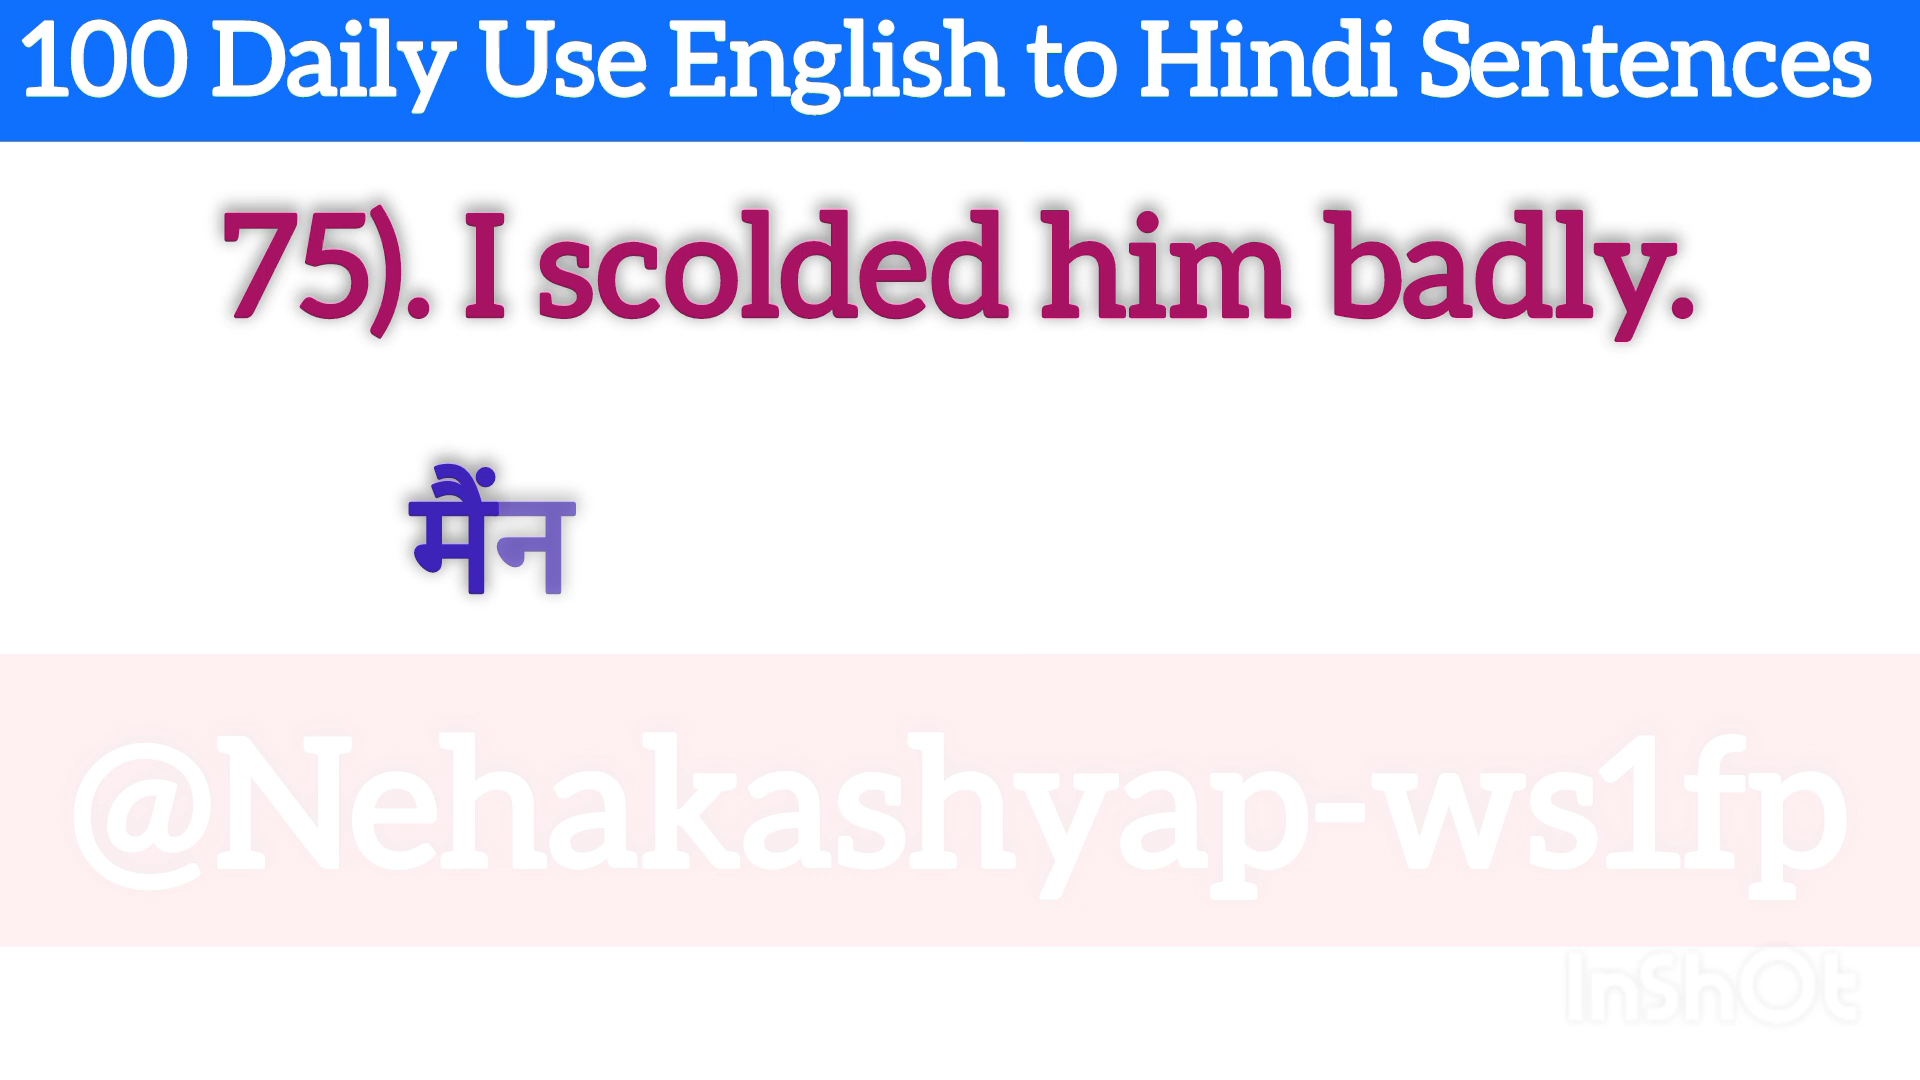 100 Daily Use English to Hindi Sentences
75). I scolded him badly.
मैंन
@Nehakashyap-ws1fp
InShOt